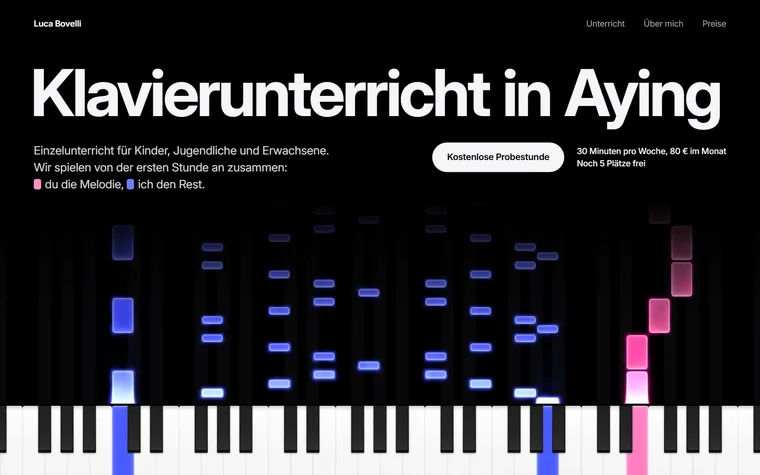 Luca Bovelli
Unterricht Über mich Preise
Klavierunterricht in Aying
Einzelunterricht für Kinder, Jugendliche und Erwachsene.
Wir spielen von der ersten Stunde an zusammen:
du die Melodie, ich den Rest.
Kostenlose Probestunde
30 Minuten pro Woche, 80 € im Monat
Noch 5 Plätze frei